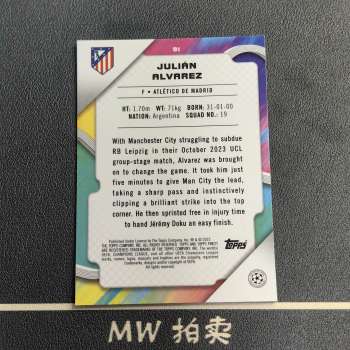 91
JULIÁN
ALVAREZ
F • ATLÉTICO DE MADRID
HT: 1.70m WT: 71kg BORN: 31-01-00
NATION: Argentina SQUAD NO.: 19
With Manchester City struggling to subdue
RB Leipzig in their October 2023 UCL
group-stage match, Alvarez was brought
on to change the game. It took him just
five minutes to give Man City the lead,
taking a sharp pass and instinctively
clipping a brilliant strike into the top
corner. He then sprinted free in injury time
to hand Jérémy Doku an easy finish.
topps
MW 拍卖